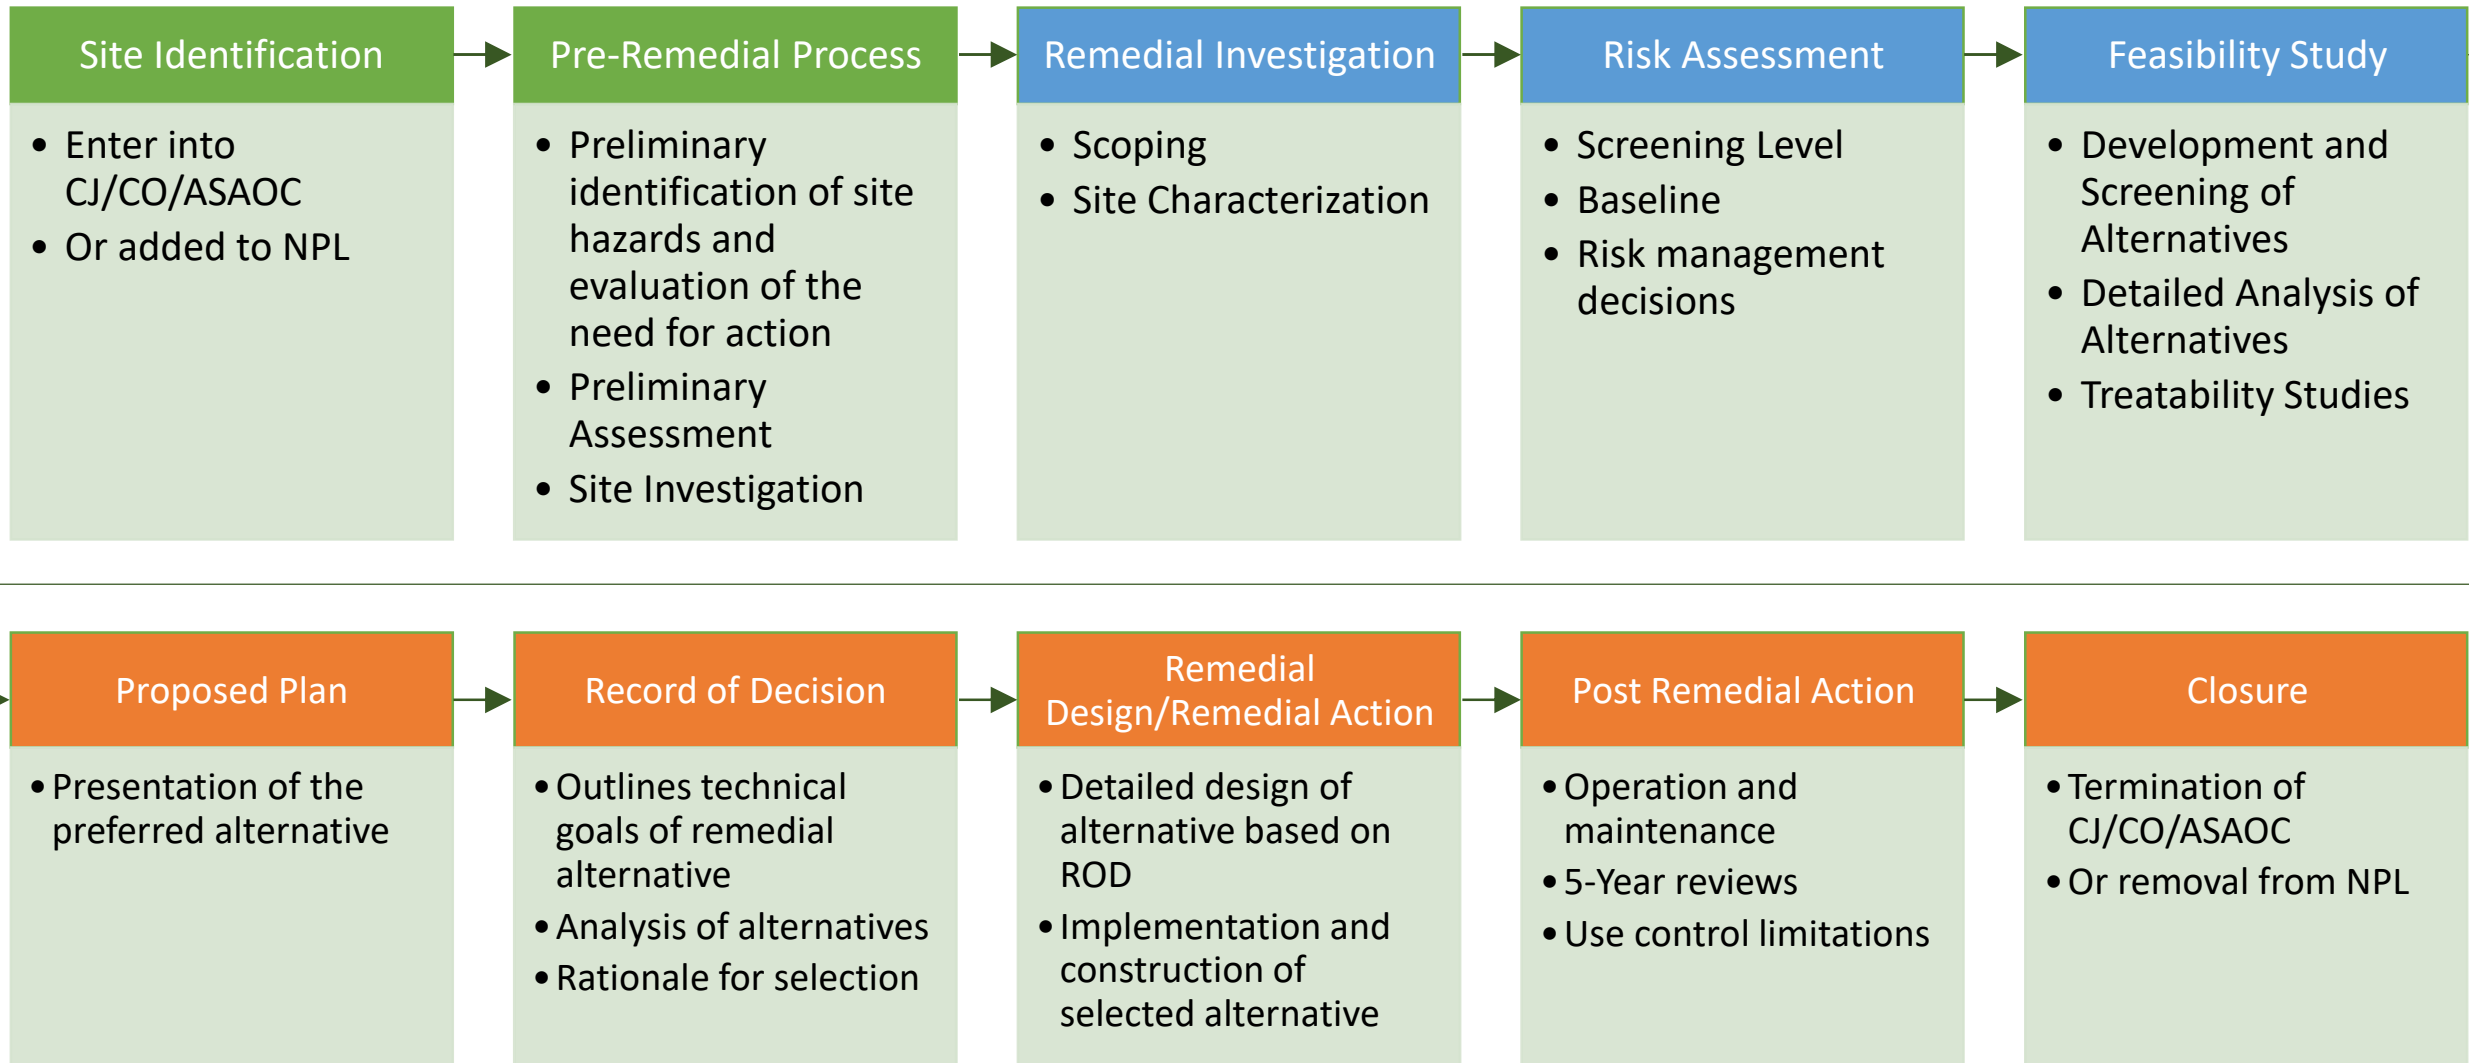 Site Identification
• Enter into
CJ/CO/ASAOC
• Or added to NPL
Pre-Remedial Process
• Preliminary
identification of site
hazards and
evaluation of the
need for action
• Preliminary
Assessment
• Site Investigation
Remedial Investigation
• Scoping
• Site Characterization
Risk Assessment
• Screening Level
• Baseline
• Risk management
decisions
Feasibility Study
• Development and
Screening of
Alternatives
• Detailed Analysis of
Alternatives
• Treatability Studies
Proposed Plan
• Presentation of the
preferred alternative
Record of Decision
• Outlines technical
goals of remedial
alternative
• Analysis of alternatives
• Rationale for selection
Remedial
Design/Remedial Action
• Detailed design of
alternative based on
ROD
• Implementation and
construction of
selected alternative
Post Remedial Action
• Operation and
maintenance
• 5-Year reviews
• Use control limitations
Closure
• Termination of
CJ/CO/ASAOC
• Or removal from NPL